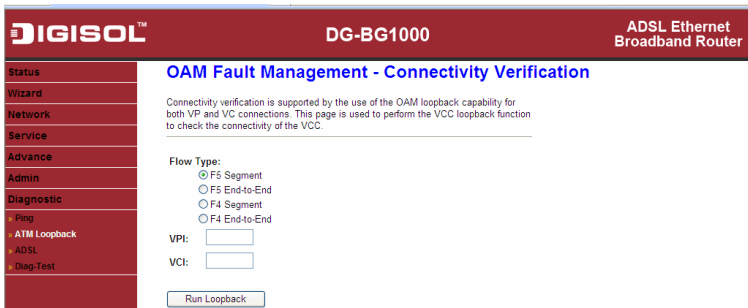 DIGISOL™
DG-BG1000
ADSL Ethernet
Broadband Router
Status
Wizard
Network
Service
Advance
Admin
Diagnostic
» Ping
» ATM Loopback
» ADSL
» Diag-Test
OAM Fault Management - Connectivity Verification
Connectivity verification is supported by the use of the OAM loopback capability for
both VP and VC connections. This page is used to perform the VCC loopback function
to check the connectivity of the VCC.
Flow Type:
F5 Segment
F5 End-to-End
F4 Segment
F4 End-to-End
VPI:
VCI:
Run Loopback